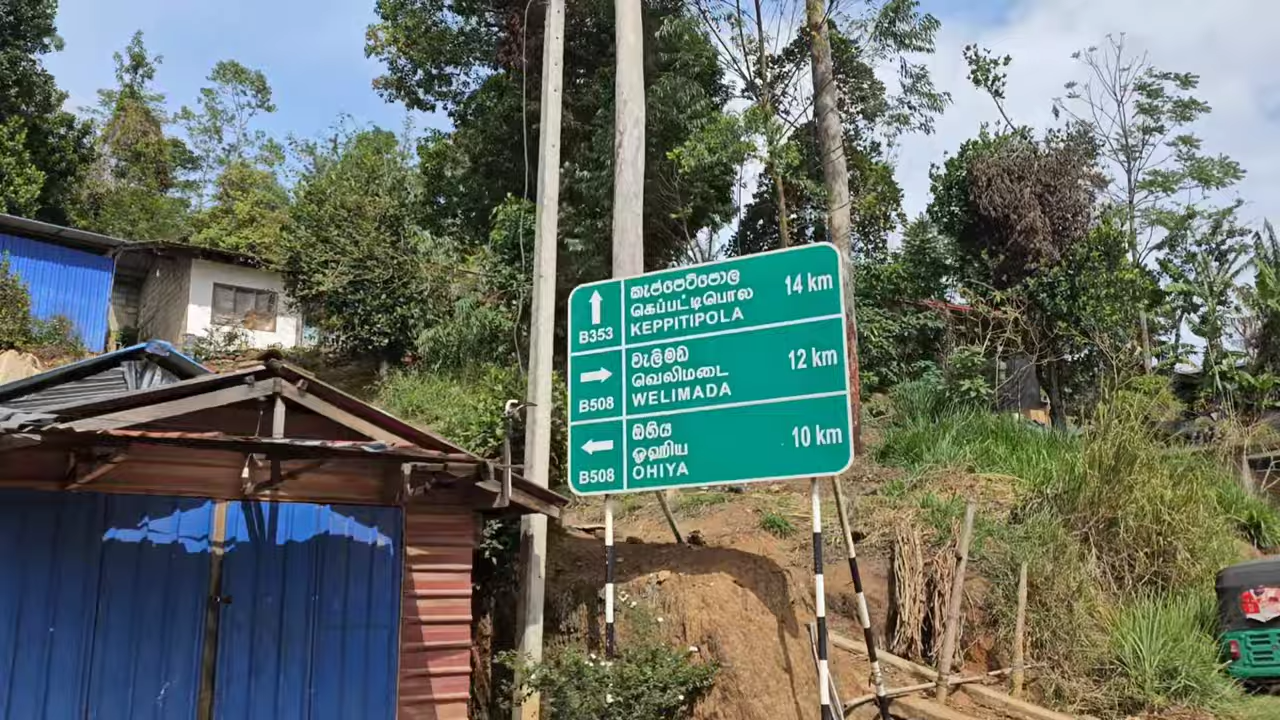 කැප්පෙටිපොල 14 km
கெப்பட்டிபொல
B353 KEPPITIPOLA
වැලිමඩ 12 km
வெலிமடை
B508 WELIMADA
ඔහිය 10 km
ஓஹிய
B508 OHIYA